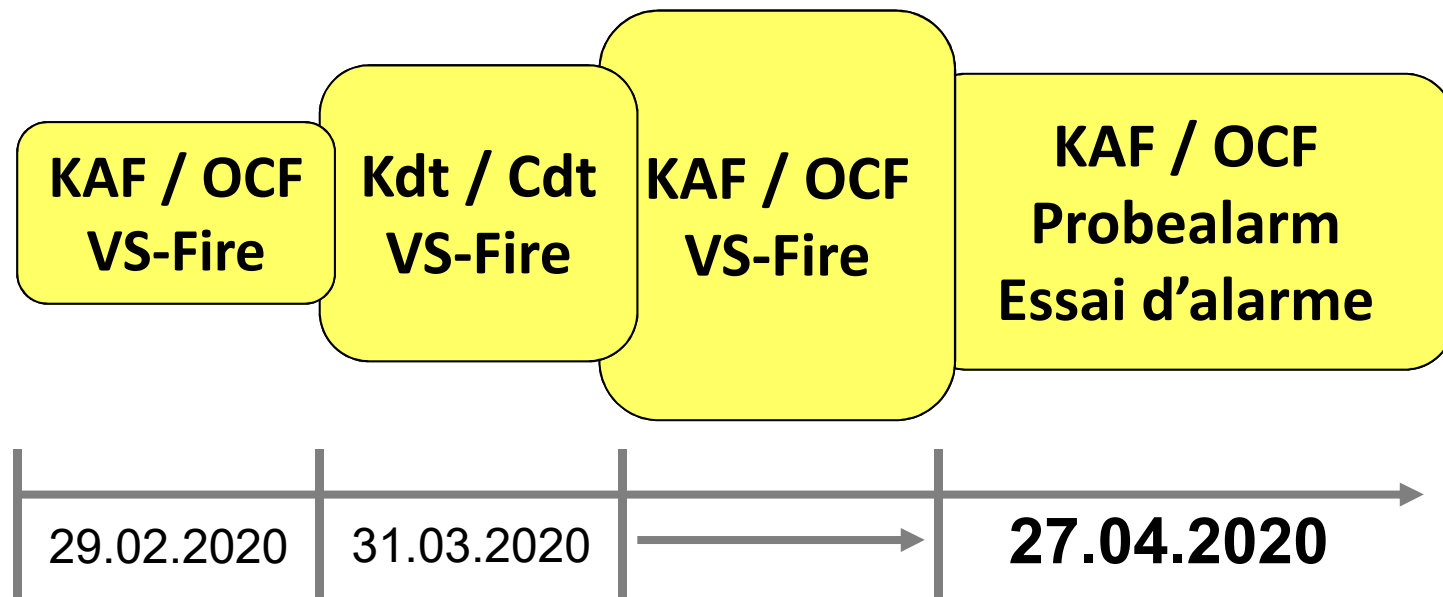 KAF / OCF
VS-Fire
Kdt / Cdt
VS-Fire
KAF / OCF
VS-Fire
KAF / OCF
Probealarm
Essai d’alarme
29.02.2020
31.03.2020
27.04.2020